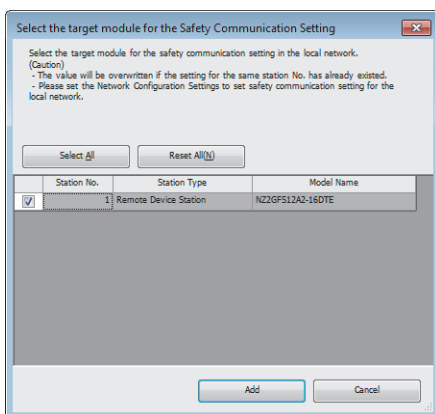 Select the target module for the Safety Communication Setting
Select the target module for the safety communication setting in the local network.
(Caution)
- The value will be overwritten if the setting for the same station No. has already existed.
- Please set the Network Configuration Settings to set safety communication setting for the
local network.
Select All Reset All(N)
Station No. Station Type Model Name
1 Remote Device Station NZ2GFS12A2-16DTE
Add Cancel